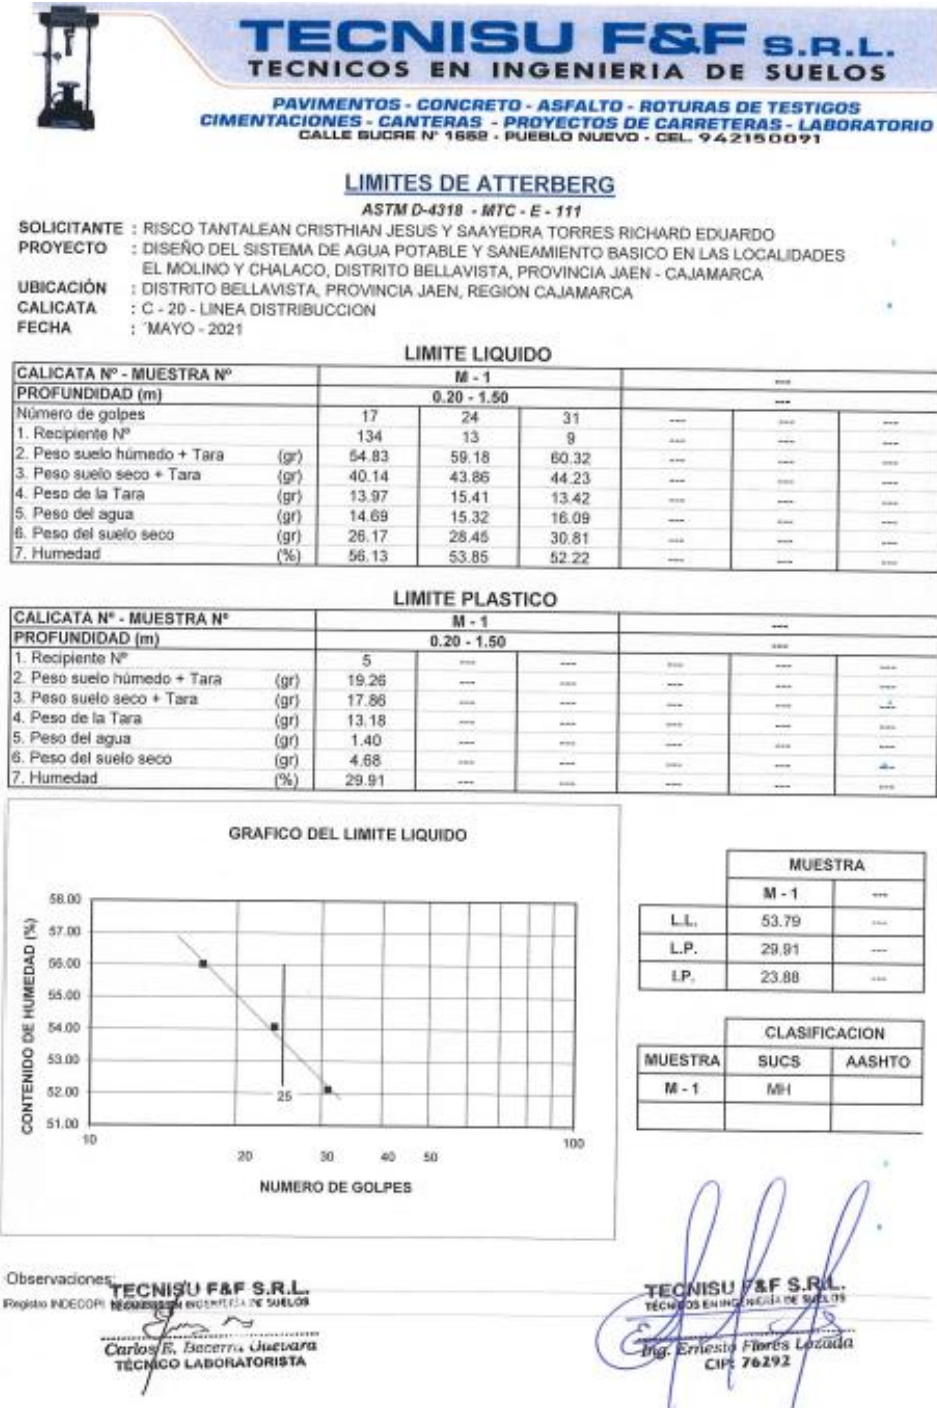 TECNISU F&F S.R.L.
TECNICOS EN INGENIERIA DE SUELOS
PAVIMENTOS - CONCRETO - ASFALTO - ROTURAS DE TESTIGOS
CIMENTACIONES - CANTERAS - PROYECTOS DE CARRETERAS - LABORATORIO
CALLE SUCRE N° 1658 - PUEBLO NUEVO - CEL. 942150091
LIMITES DE ATTERBERG
ASTM D-4318 - MTC - E - 111
SOLICITANTE : RISCO TANTALEAN CRISTHIAN JESUS Y SAAYEDRA TORRES RICHARD EDUARDO
PROYECTO : DISEÑO DEL SISTEMA DE AGUA POTABLE Y SANEAMIENTO BASICO EN LAS LOCALIDADES
EL MOLINO Y CHALACO, DISTRITO BELLAVISTA, PROVINCIA JAEN - CAJAMARCA
UBICACIÓN : DISTRITO BELLAVISTA, PROVINCIA JAEN, REGION CAJAMARCA
CALICATA : C - 20 - LINEA DISTRIBUCCION
FECHA : ´MAYO - 2021
LIMITE LIQUIDO
CALICATA Nº - MUESTRA Nº M - 1 ---
PROFUNDIDAD (m) 0.20 - 1.50 ---
Número de golpes 17 24 31 --- --- ---
1. Recipiente Nº 134 13 9 --- --- ---
2. Peso suelo húmedo + Tara (gr) 54.83 59.18 60.32 --- --- ---
3. Peso suelo seco + Tara (gr) 40.14 43.86 44.23 --- --- ---
4. Peso de la Tara (gr) 13.97 15.41 13.42 --- --- ---
5. Peso del agua (gr) 14.69 15.32 16.09 --- --- ---
6. Peso del suelo seco (gr) 26.17 28.45 30.81 --- --- ---
7. Humedad (%) 56.13 53.85 52.22 --- --- ---
LIMITE PLASTICO
CALICATA Nº - MUESTRA Nº M - 1 ---
PROFUNDIDAD (m) 0.20 - 1.50 ---
1. Recipiente Nº 5 --- --- --- --- ---
2. Peso suelo húmedo + Tara (gr) 19.26 --- --- --- --- ---
3. Peso suelo seco + Tara (gr) 17.86 --- --- --- --- ---
4. Peso de la Tara (gr) 13.18 --- --- --- --- ---
5. Peso del agua (gr) 1.40 --- --- --- --- ---
6. Peso del suelo seco (gr) 4.68 --- --- --- --- ---
7. Humedad (%) 29.91 --- --- --- --- ---
GRAFICO DEL LIMITE LIQUIDO
CONTENIDO DE HUMEDAD (%)
58.00
57.00
56.00
55.00
54.00
53.00
52.00
51.00
25
10 20 30 40 50 100
NUMERO DE GOLPES
MUESTRA
M - 1 ---
L.L. 53.79 ---
L.P. 29.91 ---
I.P. 23.88 ---
CLASIFICACION
MUESTRA SUCS AASHTO
M - 1 MH
Observaciones:
Registro INDECOPI
TECNISU F&F S.R.L.
TECNICOS EN INGENIERIA DE SUELOS
Carlos E. Becerra Guevara
TÉCNICO LABORATORISTA
TECNISU F&F S.R.L.
TECNICOS EN INGENIERIA DE SUELOS
Ing. Ernesto Flores Lozada
CIP: 76292